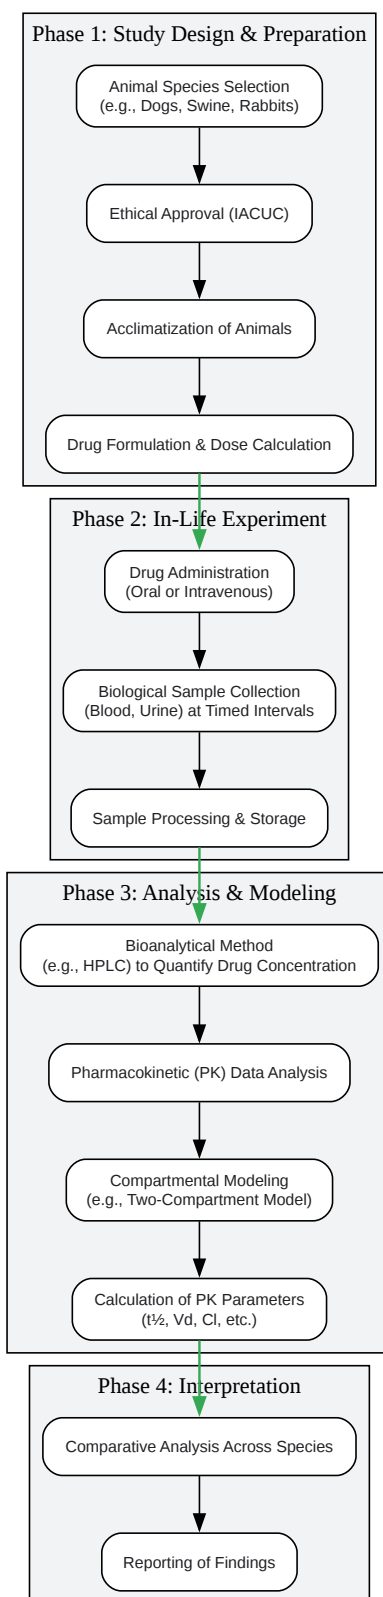 Phase 1: Study Design & Preparation
Animal Species Selection
(e.g., Dogs, Swine, Rabbits)
Ethical Approval (IACUC)
Acclimatization of Animals
Drug Formulation & Dose Calculation
Phase 2: In-Life Experiment
Drug Administration
(Oral or Intravenous)
Biological Sample Collection
(Blood, Urine) at Timed Intervals
Sample Processing & Storage
Phase 3: Analysis & Modeling
Bioanalytical Method
(e.g., HPLC) to Quantify Drug Concentration
Pharmacokinetic (PK) Data Analysis
Compartmental Modeling
(e.g., Two-Compartment Model)
Calculation of PK Parameters
(t½, Vd, Cl, etc.)
Phase 4: Interpretation
Comparative Analysis Across Species
Reporting of Findings